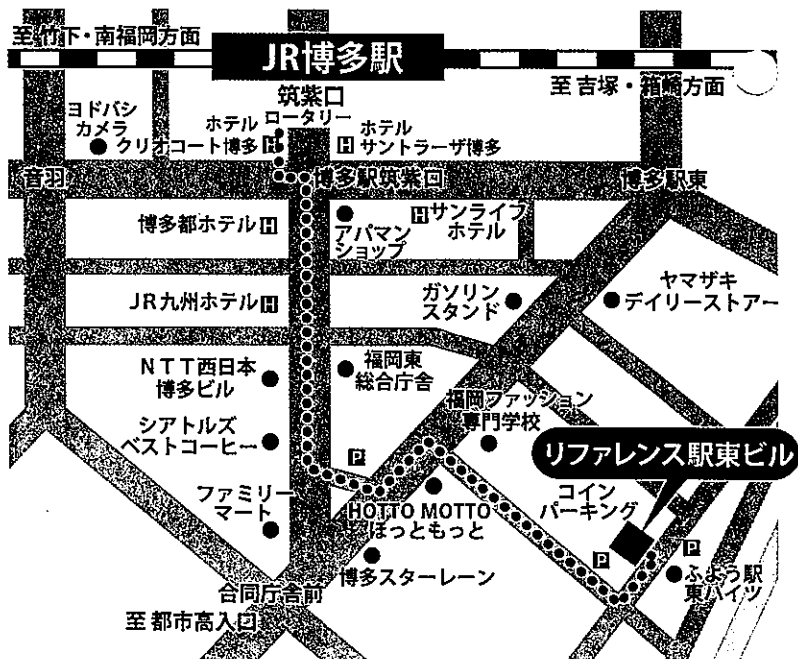 至 竹下・南福岡方面
JR博多駅
至 吉塚・箱崎方面
筑紫口
ロータリー
ヨドバシ
カメラ
ホテル
クリオコート博多 H
H ホテル
サントラーザ博多
音羽
博多駅筑紫口
博多駅東
博多都ホテル H
アパマン
ショップ
H サンライフ
ホテル
JR九州ホテル H
ガソリン
スタンド
ヤマザキ
デイリーストアー
NTT西日本
博多ビル
福岡東
総合庁舎
福岡ファッション
専門学校
シアトルズ
ベストコーヒー
P
リファレンス駅東ビル
ファミリー
マート
HOTTO MOTTO
ほっともっと
コイン
パーキング
P
P
博多スターレーン
ふよう駅
東ハイツ
合同庁舎前
至 都市高入口